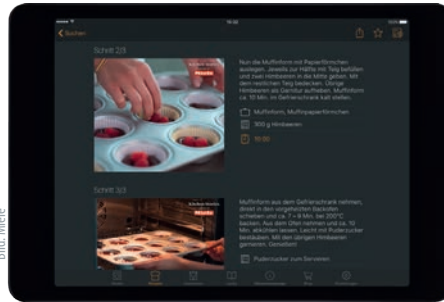 19:00
100%
Suchen
Schritt 2/3
Nun die Muffinform mit Papierförmchen
auslegen. Jeweils zur Hälfte mit Teig befüllen
und zwei Himbeeren in die Mitte geben. Mit
dem restlichen Teig bedecken. Übrige
Himbeeren als Garnitur aufheben. Muffinform
ca. 10 Min. im Gefrierschrank kalt stellen.
Muffinform, Muffinpapierförmchen
300 g Himbeeren
10:00
Schritt 3/3
Muffinform aus dem Gefrierschrank nehmen,
direkt in den vorgeheizten Backofen
schieben und ca. 7 – 9 Min. bei 200°C
backen. Aus dem Ofen nehmen und ca. 10
Min. abkühlen lassen. Leicht mit Puderzucker
bestäuben. Mit den übrigen Himbeeren
garnieren. Genießen!
Puderzucker zum Servieren
Bild: Miele